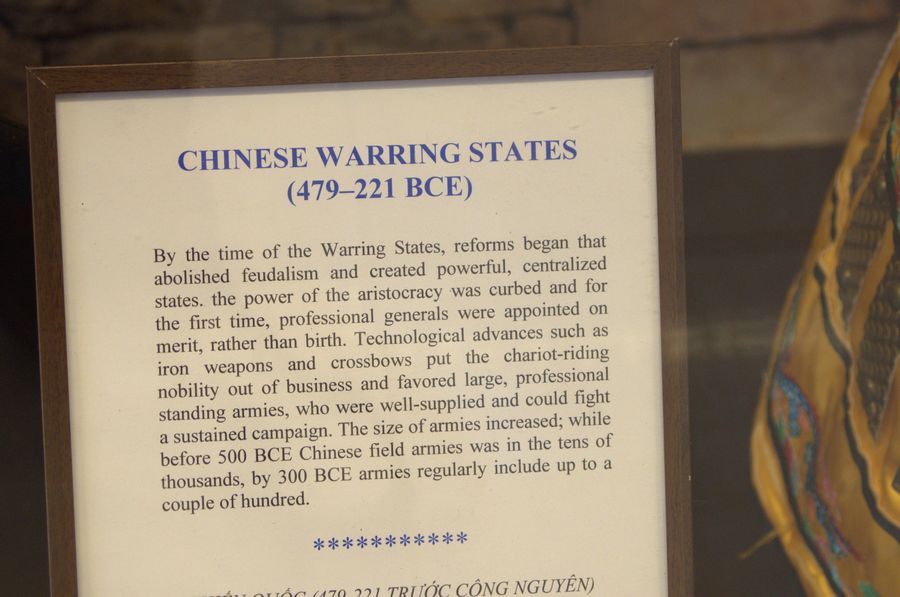 CHINESE WARRING STATES
(479–221 BCE)
By the time of the Warring States, reforms began that
abolished feudalism and created powerful, centralized
states. the power of the aristocracy was curbed and for
the first time, professional generals were appointed on
merit, rather than birth. Technological advances such as
iron weapons and crossbows put the chariot-riding
nobility out of business and favored large, professional
standing armies, who were well-supplied and could fight
a sustained campaign. The size of armies increased; while
before 500 BCE Chinese field armies was in the tens of
thousands, by 300 BCE armies regularly include up to a
couple of hundred.
***********
QUỐC (479-221 TRƯỚC CÔNG NGUYÊN)